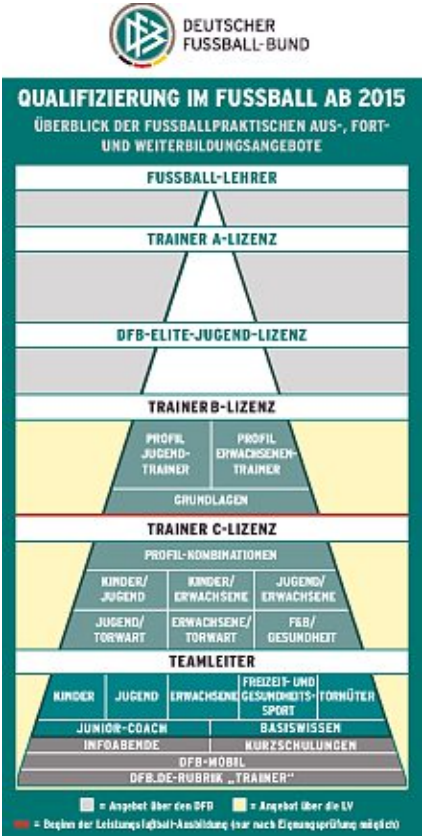 DFB
DEUTSCHER
FUSSBALL-BUND
QUALIFIZIERUNG IM FUSSBALL AB 2015
ÜBERBLICK DER FUSSBALLPRAKTISCHEN AUS-, FORT-
UND WEITERBILDUNGSANGEBOTE
FUSSBALL-LEHRER
TRAINER A-LIZENZ
DFB-ELITE-JUGEND-LIZENZ
TRAINER B-LIZENZ
PROFIL
JUGEND-
TRAINER
PROFIL
ERWACHSENEN-
TRAINER
GRUNDLAGEN
TRAINER C-LIZENZ
PROFIL-KOMBINATIONEN
KINDER/
JUGEND
KINDER/
ERWACHSENE
JUGEND/
ERWACHSENE
JUGEND/
TORWART
ERWACHSENE/
TORWART
F&B/
GESUNDHEIT
TEAMLEITER
KINDER
JUGEND
ERWACHSENE
FREIZEIT- UND
GESUNDHEITS-
SPORT
TORHÜTER
JUNIOR-COACH
BASISWISSEN
INFOABENDE
KURZSCHULUNGEN
DFB-MOBIL
DFB.DE-RUBRIK „TRAINER"
= Angebot über den DFB
= Angebot über die LV
= Beginn der Leistungsfußball-Ausbildung (nur nach Eignungsprüfung möglich)